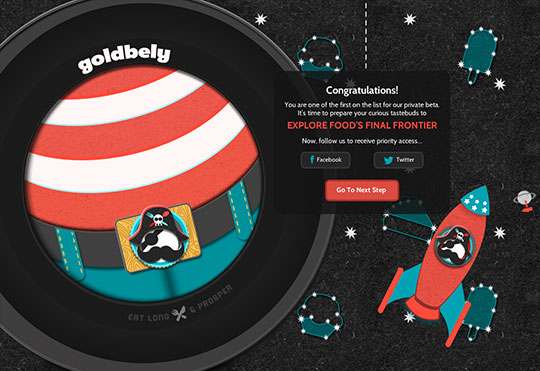 goldbely
Congratulations!
You are one of the first on the list for our private beta.
It's time to prepare your curious tastebuds to
EXPLORE FOOD'S FINAL FRONTIER
Now, follow us to receive priority access...
Facebook
Twitter
Go To Next Step
EAT LONG & PROSPER